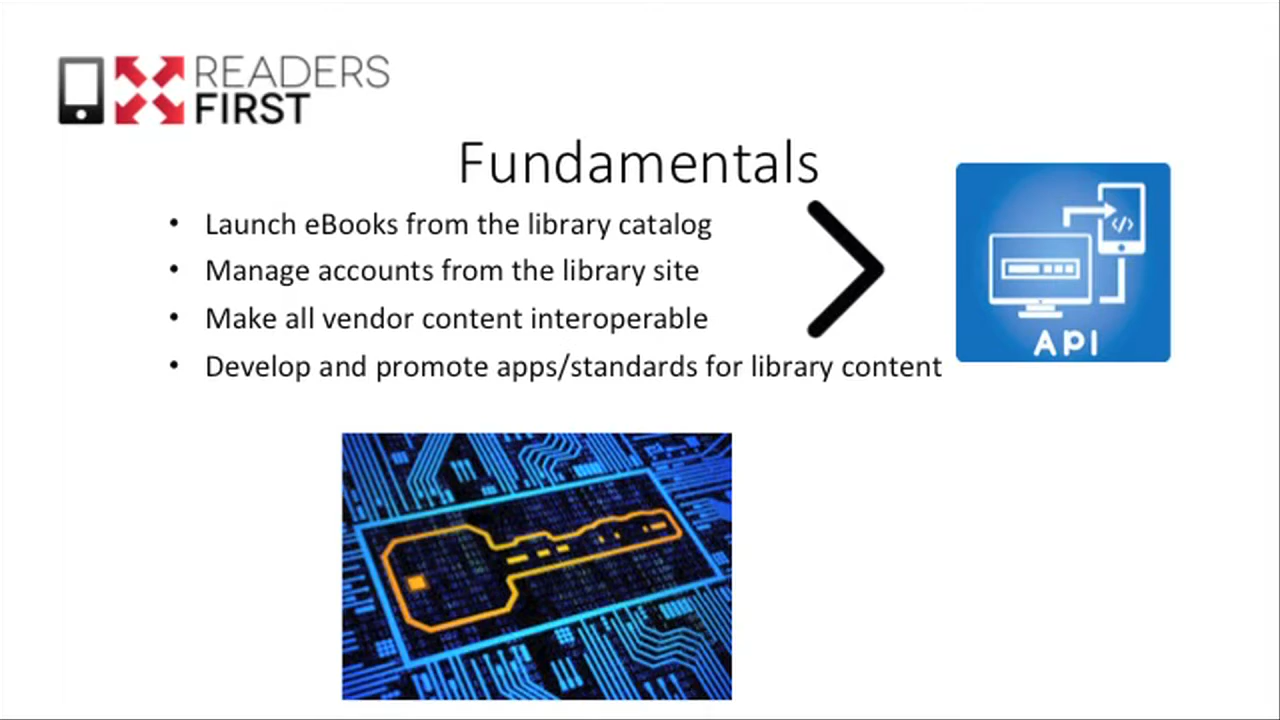 READERS
FIRST
Fundamentals
• Launch eBooks from the library catalog
• Manage accounts from the library site
• Make all vendor content interoperable
• Develop and promote apps/standards for library content
</>
API